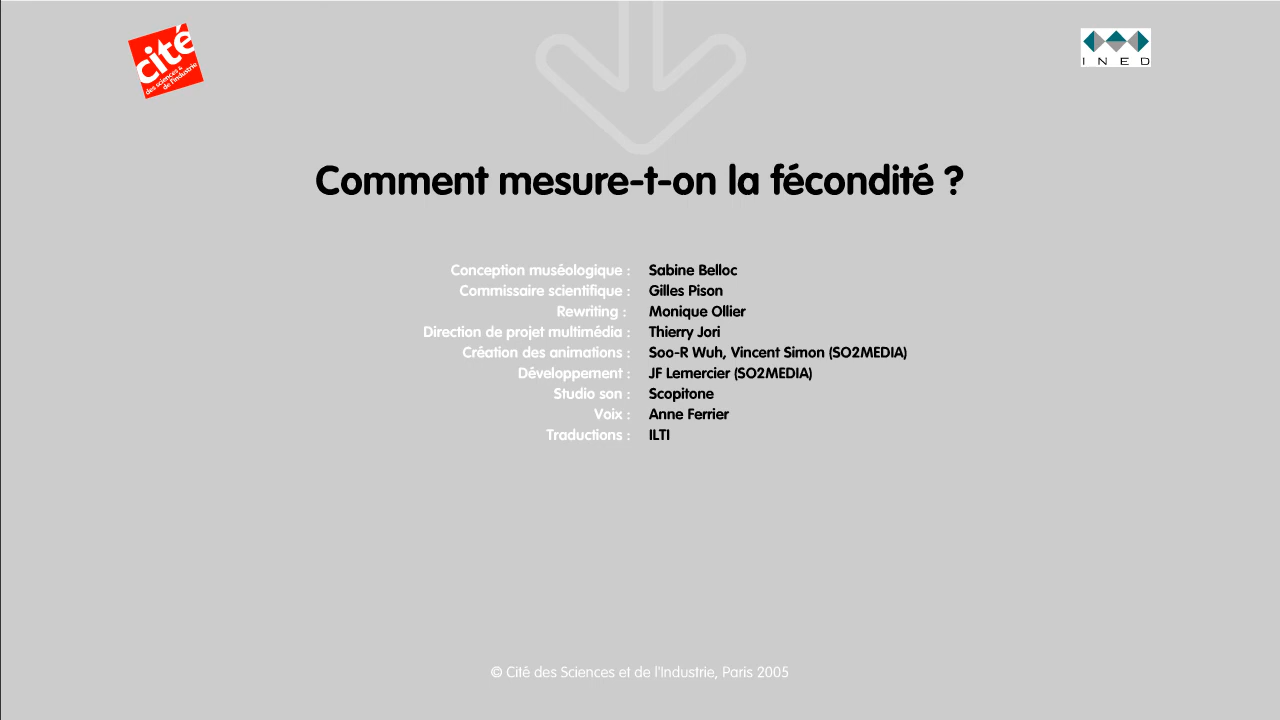 cité
des sciences &
de l'industrie
INED
Comment mesure-t-on la fécondité ?
Conception muséologique : Sabine Belloc
Commissaire scientifique : Gilles Pison
Rewriting : Monique Ollier
Direction de projet multimédia : Thierry Jori
Création des animations : Soo-R Wuh, Vincent Simon (SO2MEDIA)
Développement : JF Lemercier (SO2MEDIA)
Studio son : Scopitone
Voix : Anne Ferrier
Traductions : ILTI
© Cité des Sciences et de l'Industrie, Paris 2005